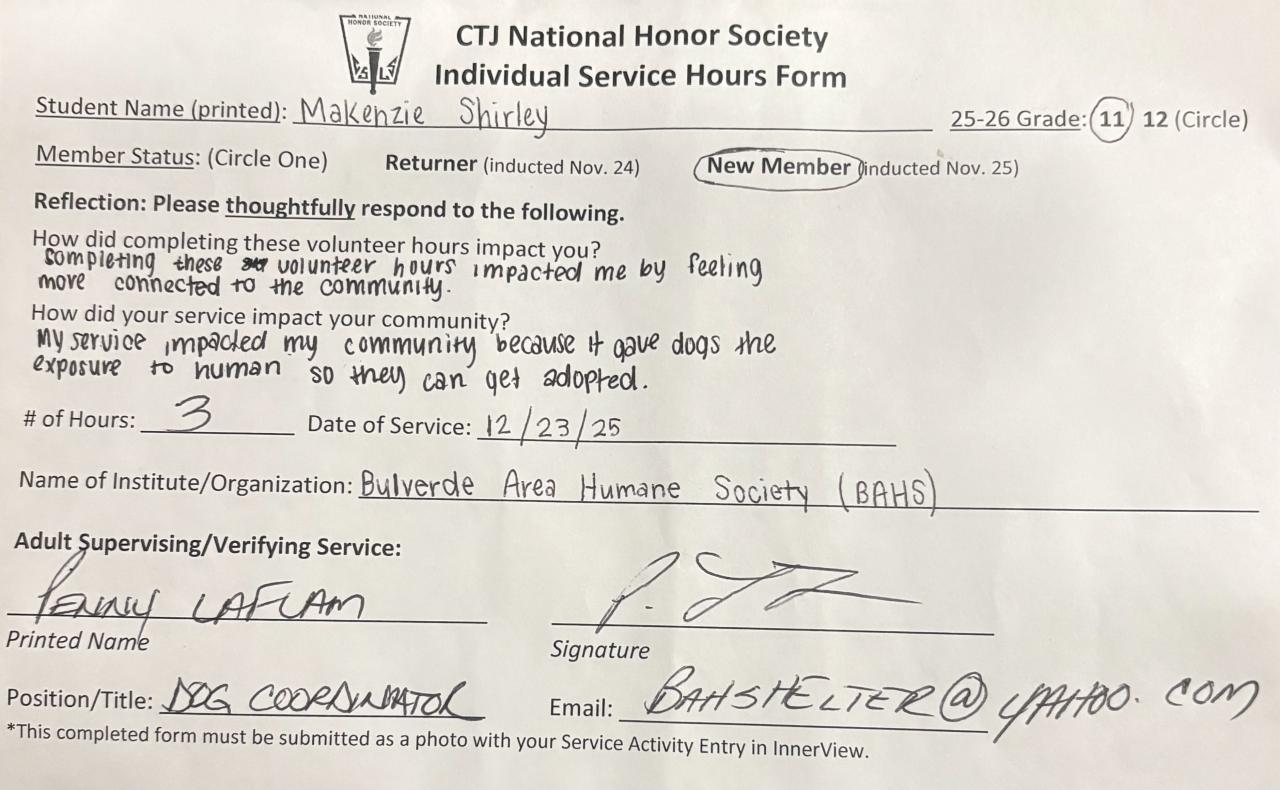 NATIONAL
HONOR SOCIETY
CTJ National Honor Society
Individual Service Hours Form
Student Name (printted): Makenzie Shirley 25-26 Grade: 11 12 (Circle)
Member Status: (Circle One) Returner (inducted Nov. 24) New Member (inducted Nov. 25)
Reflection: Please thoughtfully respond to the following.
How did completing these volunteer hours impact you?
Completing these volunteer hours impacted me by feeling
more connected to the community.
How did your service impact your community?
My service impacted my community because it gave dogs the
exposure to human so they can get adopted.
# of Hours: 3 Date of Service: 12/23/25
Name of Institute/Organization: Bulverde Area Humane Society (BAHS)
Adult Supervising/Verifying Service:
PENNY LAFLAM
Printed Name Signature
Position/Title: DOG COORDINATOR Email: BAHSHELTER@YAHOO.COM
*This completed form must be submitted as a photo with your Service Activity Entry in InnerView.